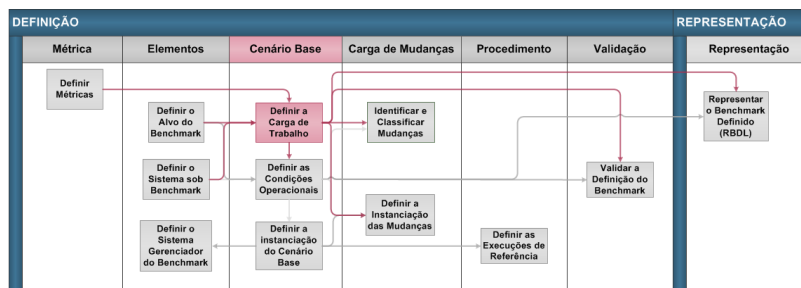 DEFINIÇÃO
REPRESENTAÇÃO
Métrica
Elementos
Cenário Base
Carga de Mudanças
Procedimento
Validação
Representação
Definir
Métricas
Definir o
Alvo do
Benchmark
Definir a
Carga de
Trabalho
Identificar e
Classificar
Mudanças
Representar
o Benchmark
Definido
(RBDL)
Definir o
Sistema sob
Benchmark
Definir as
Condições
Operacionais
Validar a
Definição do
Benchmark
Definir a
Instanciação
das Mudanças
Definir o
Sistema
Gerenciador
do Benchmark
Definir a
instanciação
do Cenário
Base
Definir as
Execuções de
Referência